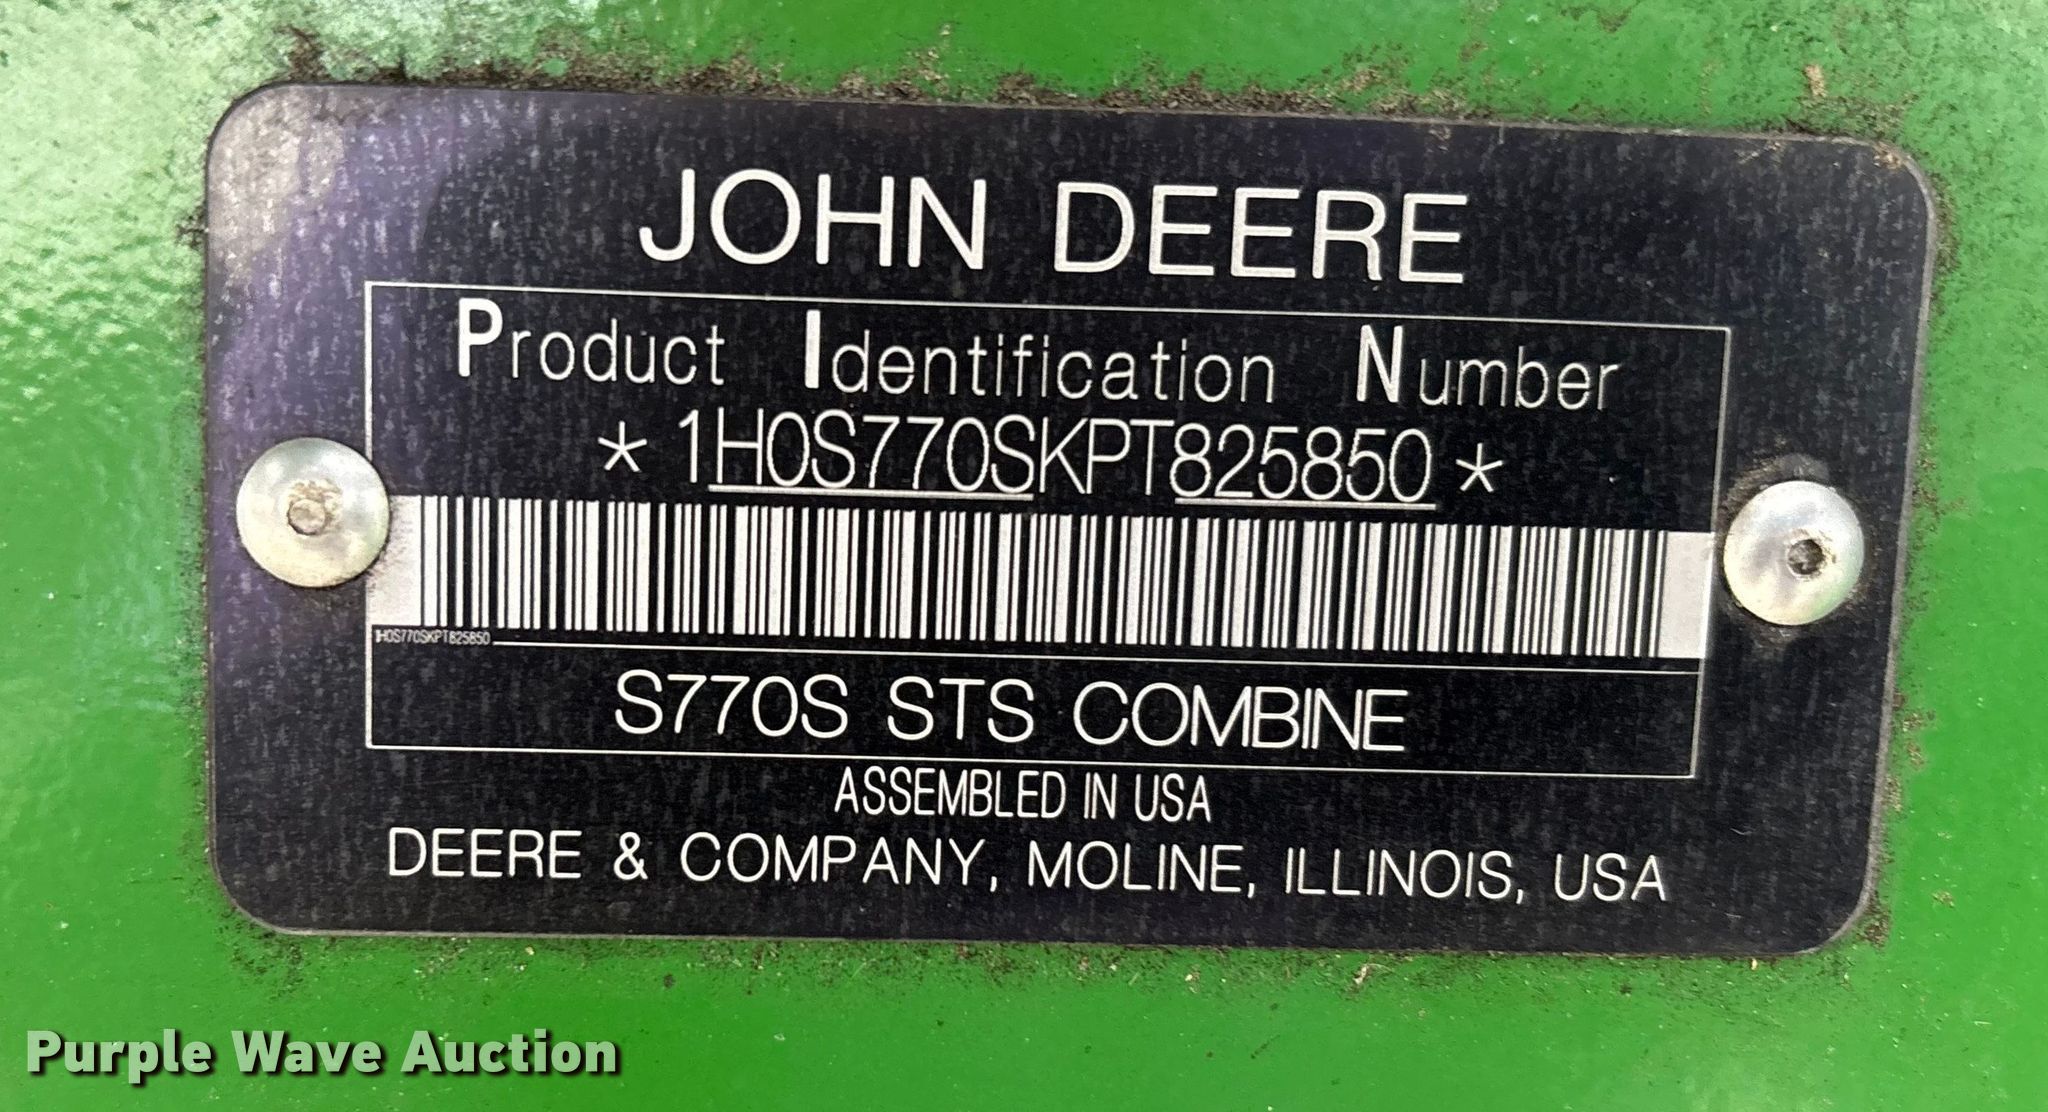 JOHN DEERE
Product Identification Number
*1H0S770SKPT825850*
1H0S770SKPT825850
S770S STS COMBINE
ASSEMBLED IN USA
DEERE & COMPANY, MOLINE, ILLINOIS, USA
Purple Wave Auction